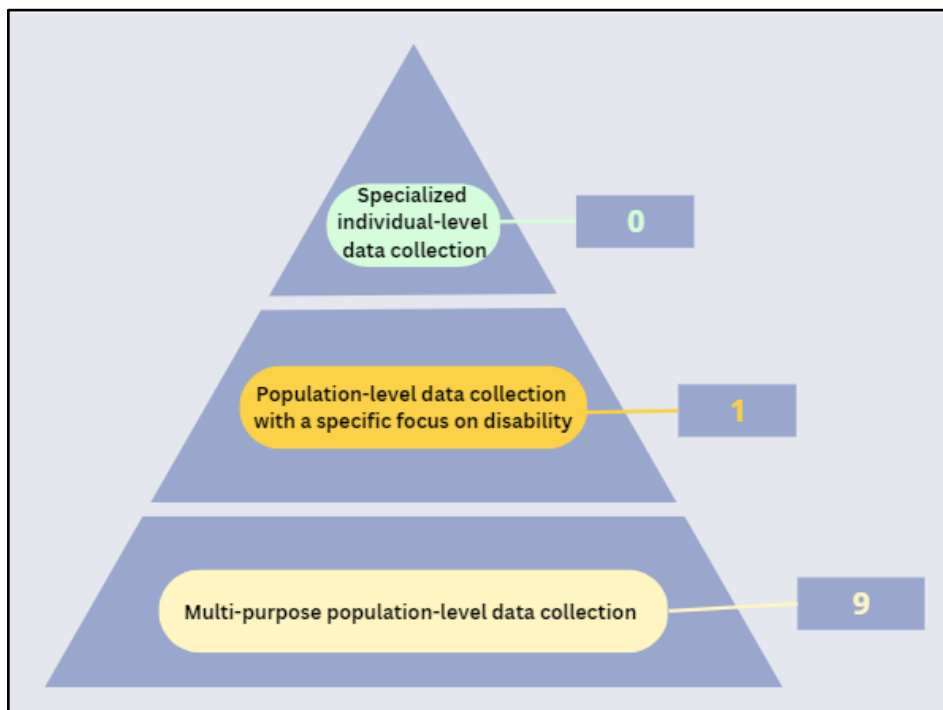 Specialized
individual-level
data collection
0
Population-level data collection
with a specific focus on disability
1
Multi-purpose population-level data collection
9